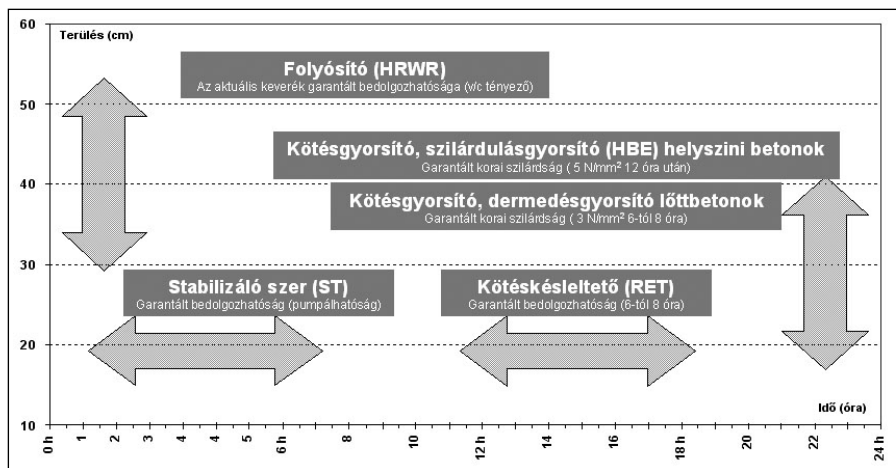 60
Terülés (cm)
Folyósító (HRWR)
Az aktuális keverék garantált bedolgozhatósága (v/c tényező)
50
Kötésgyorsító, szilárdulásgyorsító (HBE) helyszini betonok
Garantált korai szilárdság ( 5 N/mm² 12 óra után)
40
Kötésgyorsító, dermedésgyorsító lőttbetonok
Garantált korai szilárdság ( 3 N/mm² 6-tól 8 óra)
30
Stabilizáló szer (ST)
Garantált bedolgozhatóság (pumpálhatóság)
Kötéskésleltető (RET)
Garantált bedolgozhatóság (6-tól 8 óra)
20
Idő (óra)
10
0 h 1 2 3 6 h 7 8 10 12 h 14 16 18 h 20 22 24 h